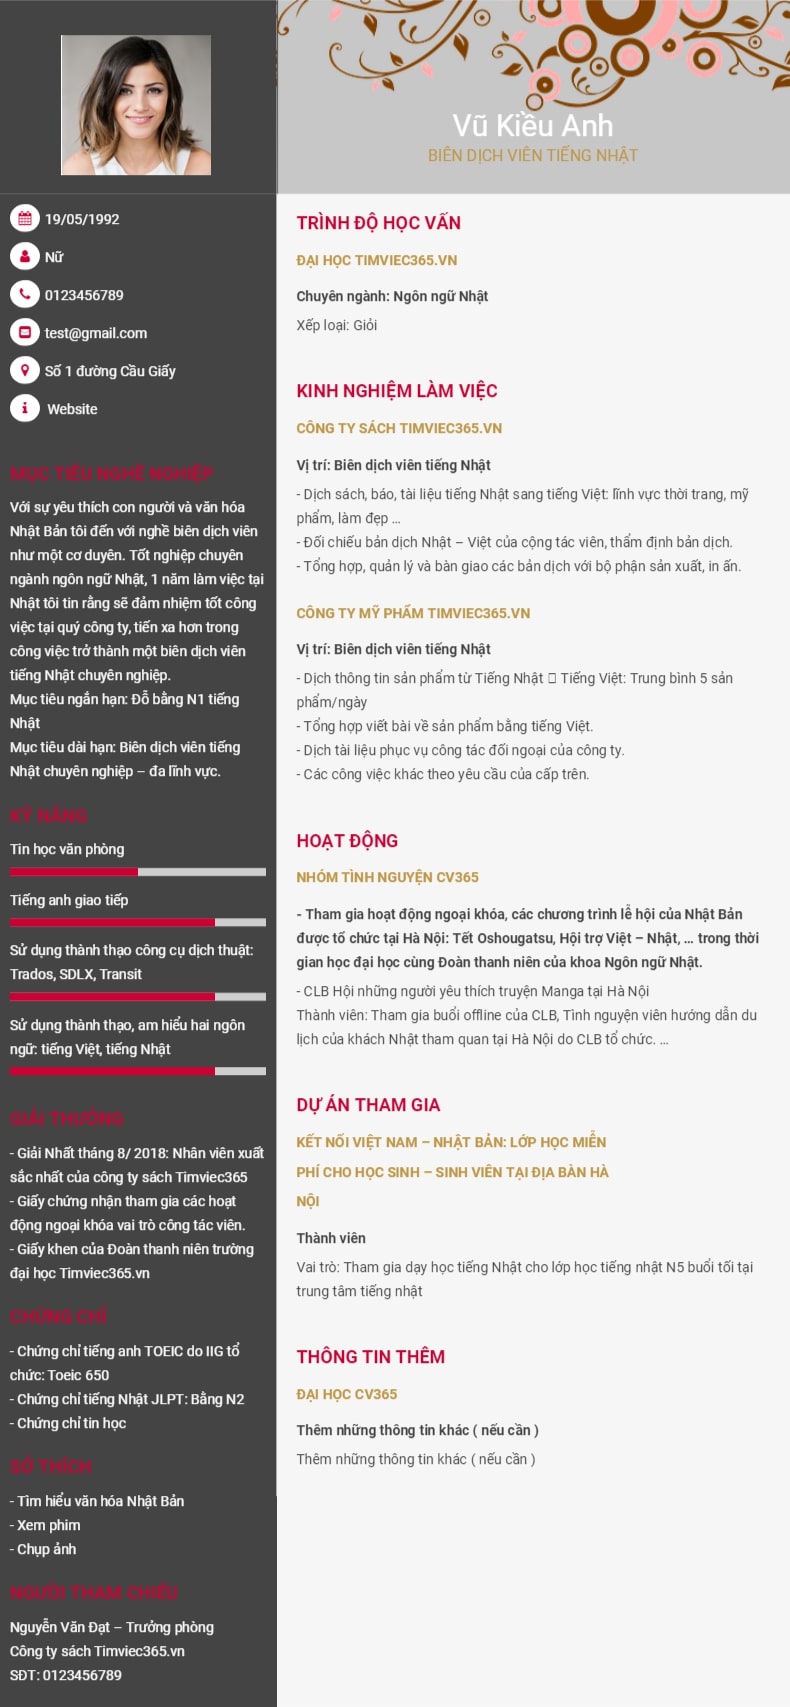 Vũ Kiều Anh
BIÊN DỊCH VIÊN TIẾNG NHẬT
19/05/1992
Nữ
0123456789
test@gmail.com
Số 1 đường Cầu Giấy
Website
MỤC TIÊU NGHỀ NGHIỆP
Với sự yêu thích con người và văn hóa
Nhật Bản tôi đến với nghề biên dịch viên
như một cơ duyên. Tốt nghiệp chuyên
ngành ngôn ngữ Nhật, 1 năm làm việc tại
Nhật tôi tin rằng sẽ đảm nhiệm tốt công
việc tại quý công ty, tiến xa hơn trong
công việc trở thành một biên dịch viên
tiếng Nhật chuyên nghiệp.
Mục tiêu ngắn hạn: Đỗ bằng N1 tiếng
Nhật
Mục tiêu dài hạn: Biên dịch viên tiếng
Nhật chuyên nghiệp – đa lĩnh vực.
KỸ NĂNG
Tin học văn phòng
Tiếng anh giao tiếp
Sử dụng thành thạo công cụ dịch thuật:
Trados, SDLX, Transit
Sử dụng thành thạo, am hiểu hai ngôn
ngữ: tiếng Việt, tiếng Nhật
GIẢI THƯỞNG
- Giải Nhất tháng 8/ 2018: Nhân viên xuất
sắc nhất của công ty sách Timviec365
- Giấy chứng nhận tham gia các hoạt
động ngoại khóa vai trò công tác viên.
- Giấy khen của Đoàn thanh niên trường
đại học Timviec365.vn
CHỨNG CHỈ
- Chứng chỉ tiếng anh TOEIC do IIG tổ
chức: Toeic 650
- Chứng chỉ tiếng Nhật JLPT: Bằng N2
- Chứng chỉ tin học
SỞ THÍCH
- Tìm hiểu văn hóa Nhật Bản
- Xem phim
- Chụp ảnh
NGƯỜI THAM CHIẾU
Nguyễn Văn Đạt – Trưởng phòng
Công ty sách Timviec365.vn
SĐT: 0123456789
TRÌNH ĐỘ HỌC VẤN
ĐẠI HỌC TIMVIEC365.VN
Chuyên ngành: Ngôn ngữ Nhật
Xếp loại: Giỏi
KINH NGHIỆM LÀM VIỆC
CÔNG TY SÁCH TIMVIEC365.VN
Vị trí: Biên dịch viên tiếng Nhật
- Dịch sách, báo, tài liệu tiếng Nhật sang tiếng Việt: lĩnh vực thời trang, mỹ
phẩm, làm đẹp ...
- Đối chiếu bản dịch Nhật – Việt của cộng tác viên, thẩm định bản dịch.
- Tổng hợp, quản lý và bàn giao các bản dịch với bộ phận sản xuất, in ấn.
CÔNG TY MỸ PHẨM TIMVIEC365.VN
Vị trí: Biên dịch viên tiếng Nhật
- Dịch thông tin sản phẩm từ Tiếng Nhật  Tiếng Việt: Trung bình 5 sản
phẩm/ngày
- Tổng hợp viết bài về sản phẩm bằng tiếng Việt.
- Dịch tài liệu phục vụ công tác đối ngoại của công ty.
- Các công việc khác theo yêu cầu của cấp trên.
HOẠT ĐỘNG
NHÓM TÌNH NGUYỆN CV365
- Tham gia hoạt động ngoại khóa, các chương trình lễ hội của Nhật Bản
được tổ chức tại Hà Nội: Tết Oshougatsu, Hội trợ Việt – Nhật, ... trong thời
gian học đại học cùng Đoàn thanh niên của khoa Ngôn ngữ Nhật.
- CLB Hội những người yêu thích truyện Manga tại Hà Nội
Thành viên: Tham gia buổi offline của CLB, Tình nguyện viên hướng dẫn du
lịch của khách Nhật tham quan tại Hà Nội do CLB tổ chức. ...
DỰ ÁN THAM GIA
KẾT NỐI VIỆT NAM – NHẬT BẢN: LỚP HỌC MIỄN
PHÍ CHO HỌC SINH – SINH VIÊN TẠI ĐỊA BÀN HÀ
NỘI
Thành viên
Vai trò: Tham gia dạy học tiếng Nhật cho lớp học tiếng nhật N5 buổi tối tại
trung tâm tiếng nhật
THÔNG TIN THÊM
ĐẠI HỌC CV365
Thêm những thông tin khác ( nếu cần )
Thêm những thông tin khác ( nếu cần )